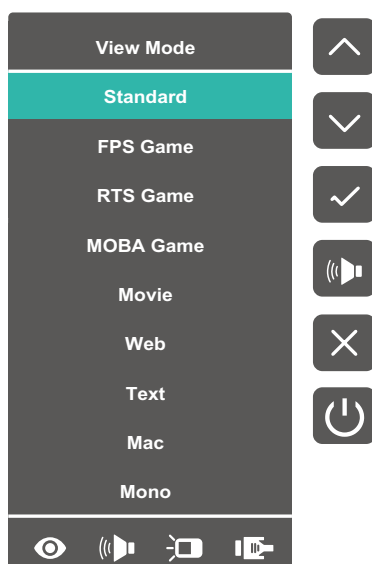 View Mode
Standard
FPS Game
RTS Game
MOBA Game
Movie
Web
Text
Mac
Mono